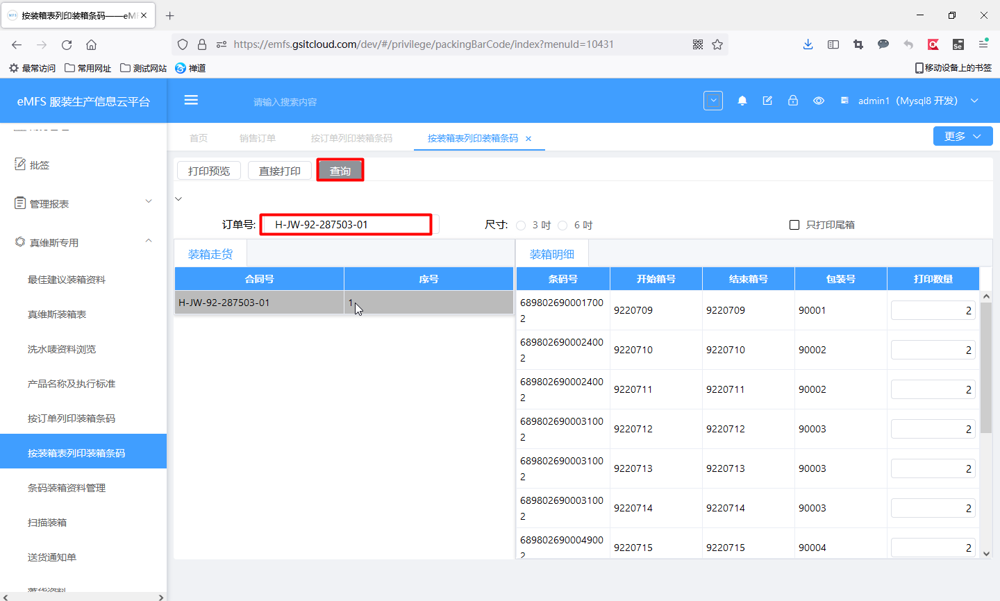 按装箱表列印装箱条码——eMF
https://emfs.gsitcloud.com/dev/#/privilege/packingBarCode/index?menuId=10431
最常访问 常用网址 测试网站 禅道 移动设备上的书签
eMFS 服装生产信息云平台 请输入搜索内容 admin1（Mysql8 开发）
首页 销售订单 按订单列印装箱条码 按装箱表列印装箱条码 更多
批签
管理报表
真维斯专用
最佳建议装箱资料
真维斯装箱表
洗水唛资料浏览
产品名称及执行标准
按订单列印装箱条码
按装箱表列印装箱条码
条码装箱资料管理
扫描装箱
送货通知单
打印预览 直接打印 查询
订单号: H-JW-92-287503-01 尺寸: 3 吋 6 吋 只打印尾箱
装箱走货 装箱明细
合同号 序号
H-JW-92-287503-01 1
条码号 开始箱号 结束箱号 包装号 打印数量
6898026900017002 9220709 9220709 90001 2
6898026900024002 9220710 9220710 90002 2
6898026900024002 9220711 9220711 90002 2
6898026900031002 9220712 9220712 90003 2
6898026900031002 9220713 9220713 90003 2
6898026900031002 9220714 9220714 90003 2
6898026900049002 9220715 9220715 90004 2